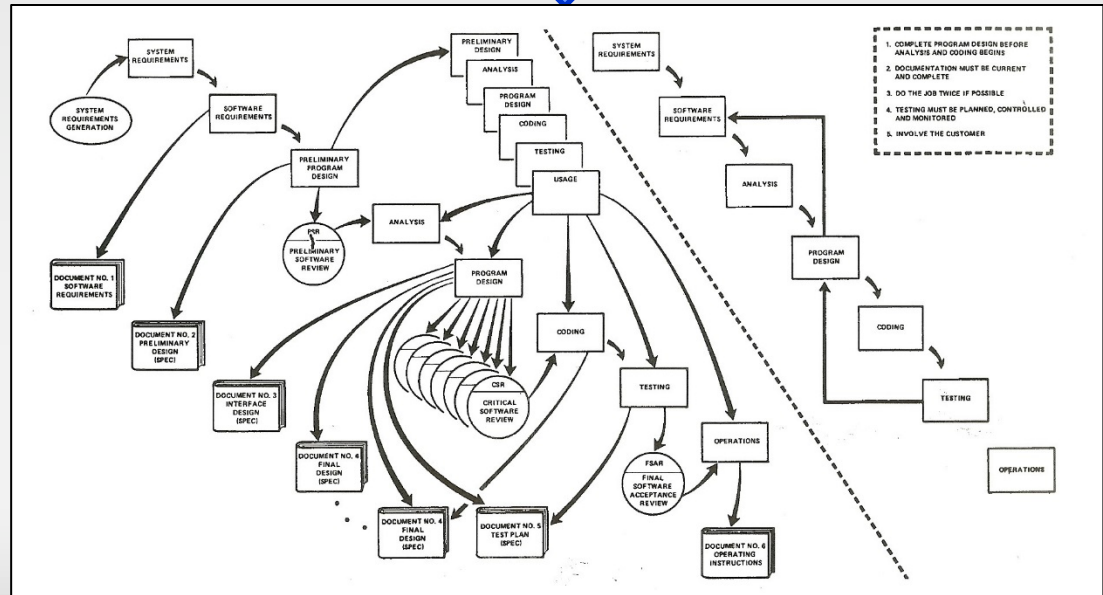 SYSTEM
REQUIREMENTS
SYSTEM
REQUIREMENTS
GENERATION
SOFTWARE
REQUIREMENTS
PRELIMINARY
PROGRAM
DESIGN
PSR
PRELIMINARY
SOFTWARE
REVIEW
DOCUMENT NO. 1
SOFTWARE
REQUIREMENTS
DOCUMENT NO. 2
PRELIMINARY
DESIGN
(SPEC)
PRELIMINARY
DESIGN
ANALYSIS
PROGRAM
DESIGN
CODING
TESTING
USAGE
ANALYSIS
PROGRAM
DESIGN
CSR
CRITICAL
SOFTWARE
REVIEW
CODING
TESTING
OPERATIONS
FSAR
FINAL
SOFTWARE
ACCEPTANCE
REVIEW
DOCUMENT NO. 3
INTERFACE
DESIGN
(SPEC)
DOCUMENT NO. 4
FINAL
DESIGN
(SPEC)
DOCUMENT NO. 4
FINAL
DESIGN
(SPEC)
DOCUMENT NO. 5
TEST PLAN
(SPEC)
DOCUMENT NO. 6
OPERATING
INSTRUCTIONS
SYSTEM
REQUIREMENTS
SOFTWARE
REQUIREMENTS
ANALYSIS
PROGRAM
DESIGN
CODING
TESTING
OPERATIONS
1. COMPLETE PROGRAM DESIGN BEFORE
ANALYSIS AND CODING BEGINS
2. DOCUMENTATION MUST BE CURRENT
AND COMPLETE
3. DO THE JOB TWICE IF POSSIBLE
4. TESTING MUST BE PLANNED, CONTROLLED
AND MONITORED
5. INVOLVE THE CUSTOMER